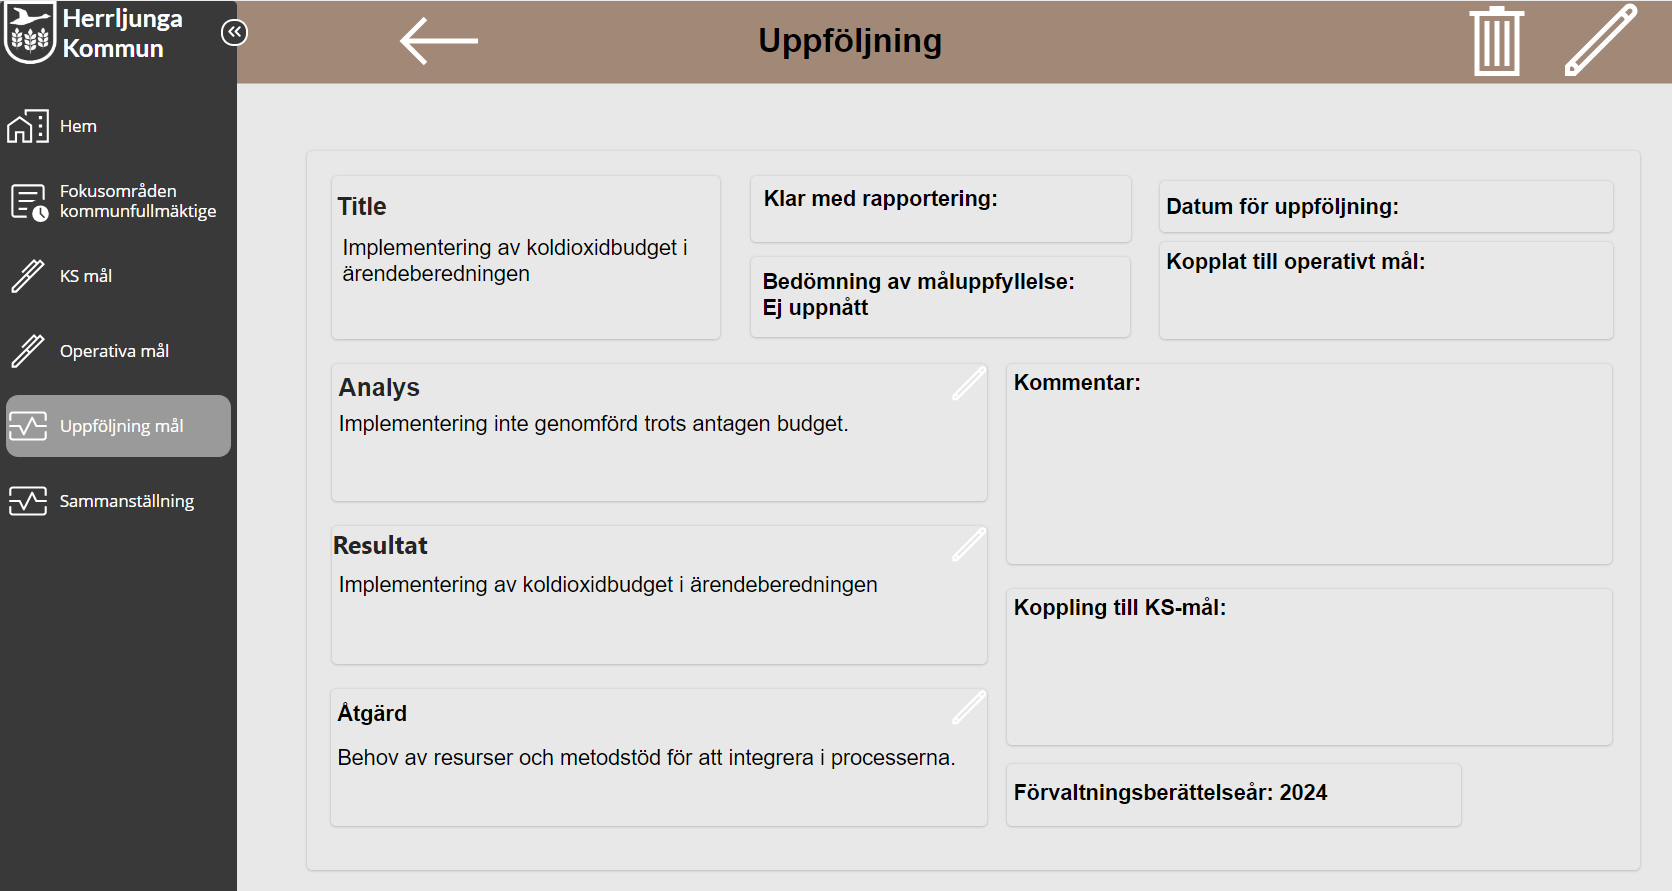 Herrljunga
Kommun
Hem
Fokusområden
kommunfullmäktige
KS mål
Operativa mål
Uppföljning mål
Sammanställning
Uppföljning
Title
Implementering av koldioxidbudget i
ärendeberedningen
Klar med rapportering:
Bedömning av måluppfyllelse:
Ej uppnått
Datum för uppföljning:
Kopplat till operativt mål:
Analys
Implementering inte genomförd trots antagen budget.
Kommentar:
Resultat
Implementering av koldioxidbudget i ärendeberedningen
Koppling till KS-mål:
Åtgärd
Behov av resurser och metodstöd för att integrera i processerna.
Förvaltningsberättelseår: 2024